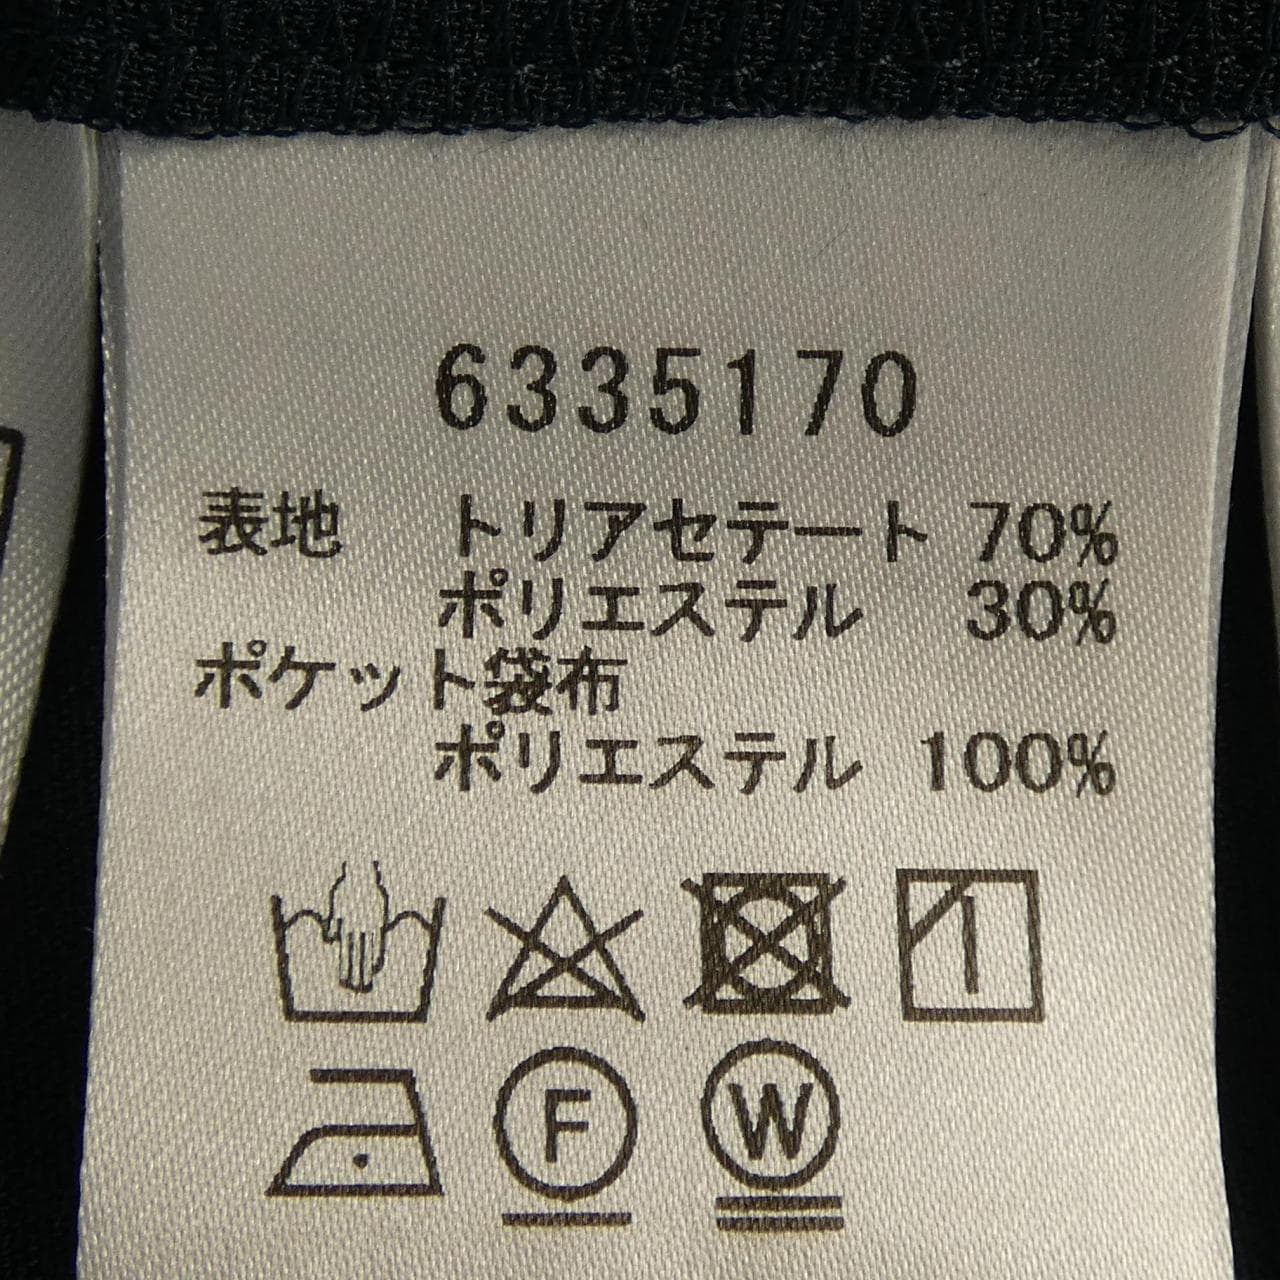 6335170
表地 トリアセテート 70%
ポリエステル 30%
ポケット袋布
ポリエステル 100%
F W